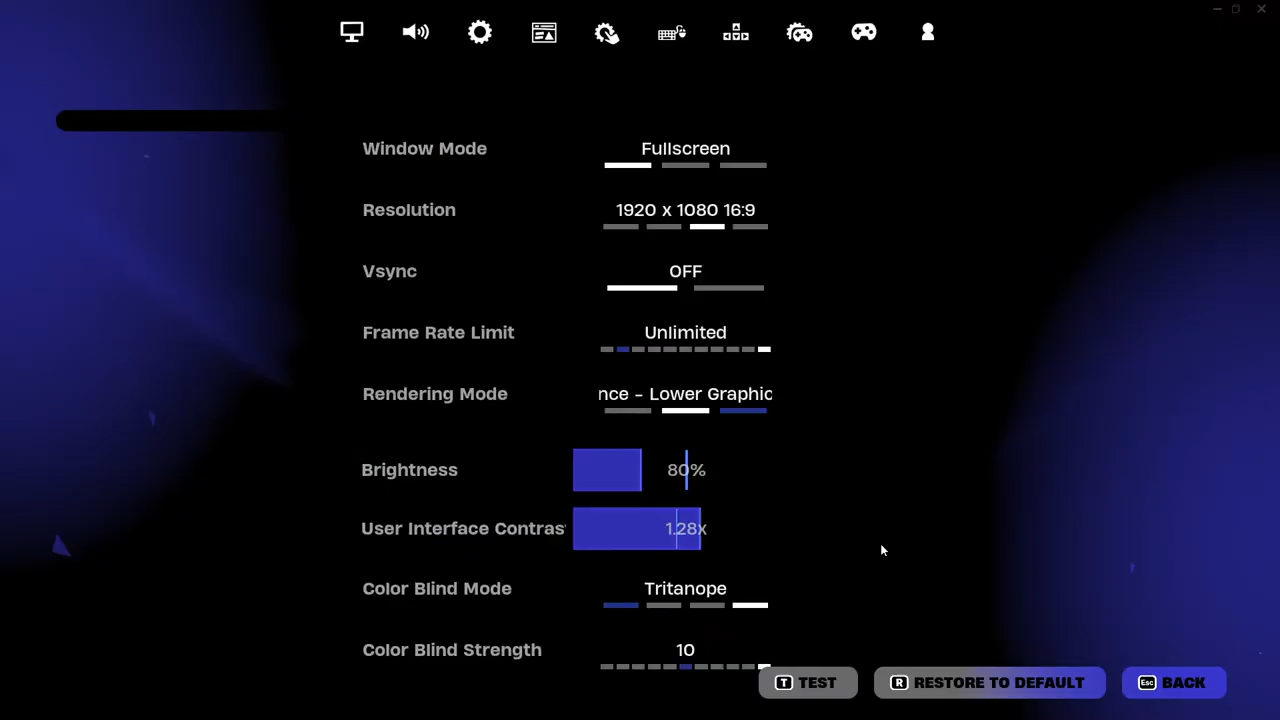 Window Mode Fullscreen
Resolution 1920 x 1080 16:9
Vsync OFF
Frame Rate Limit Unlimited
Rendering Mode nce - Lower Graphic
Brightness 80%
User Interface Contras 1.28x
Color Blind Mode Tritanope
Color Blind Strength 10
T TEST R RESTORE TO DEFAULT Esc BACK